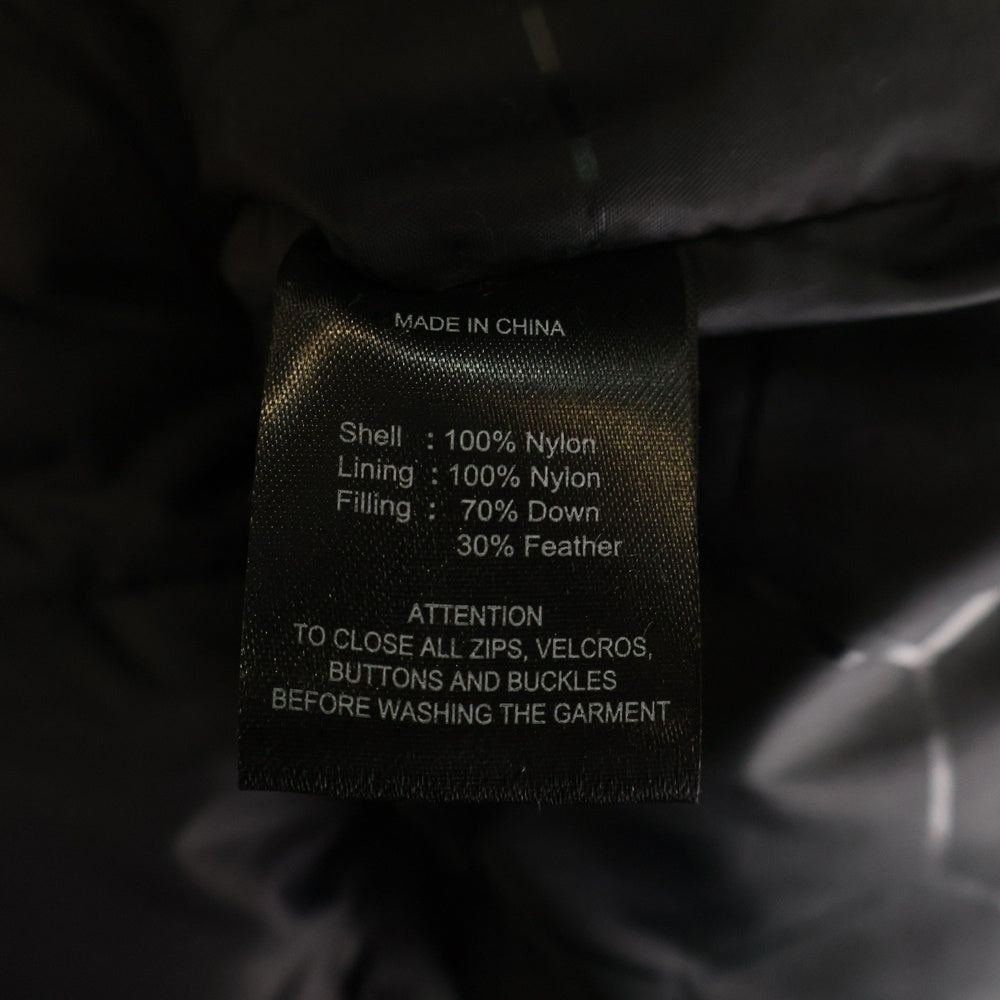 MADE IN CHINA
Shell : 100% Nylon
Lining : 100% Nylon
Filling : 70% Down
30% Feather
ATTENTION
TO CLOSE ALL ZIPS, VELCROS,
BUTTONS AND BUCKLES
BEFORE WASHING THE GARMENT